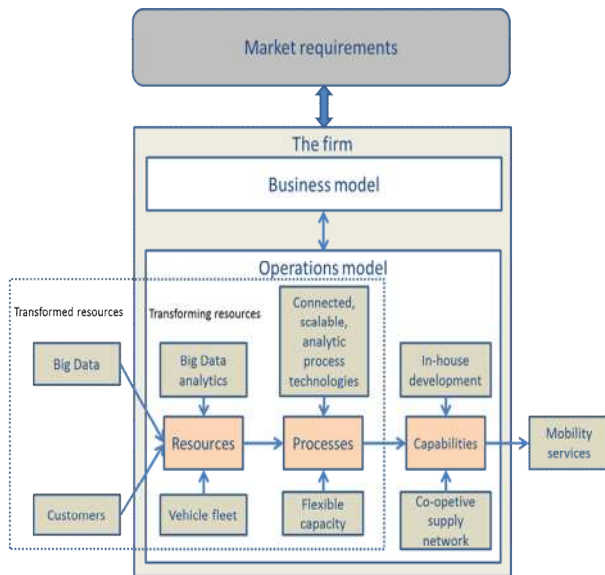 Market requirements
The firm
Business model
Operations model
Transformed resources
Transforming resources
Connected,
scalable,
analytic
process
technologies
Big Data
Big Data
analytics
In-house
development
Resources
Processes
Capabilities
Mobility
services
Customers
Vehicle fleet
Flexible
capacity
Co-opetive
supply
network